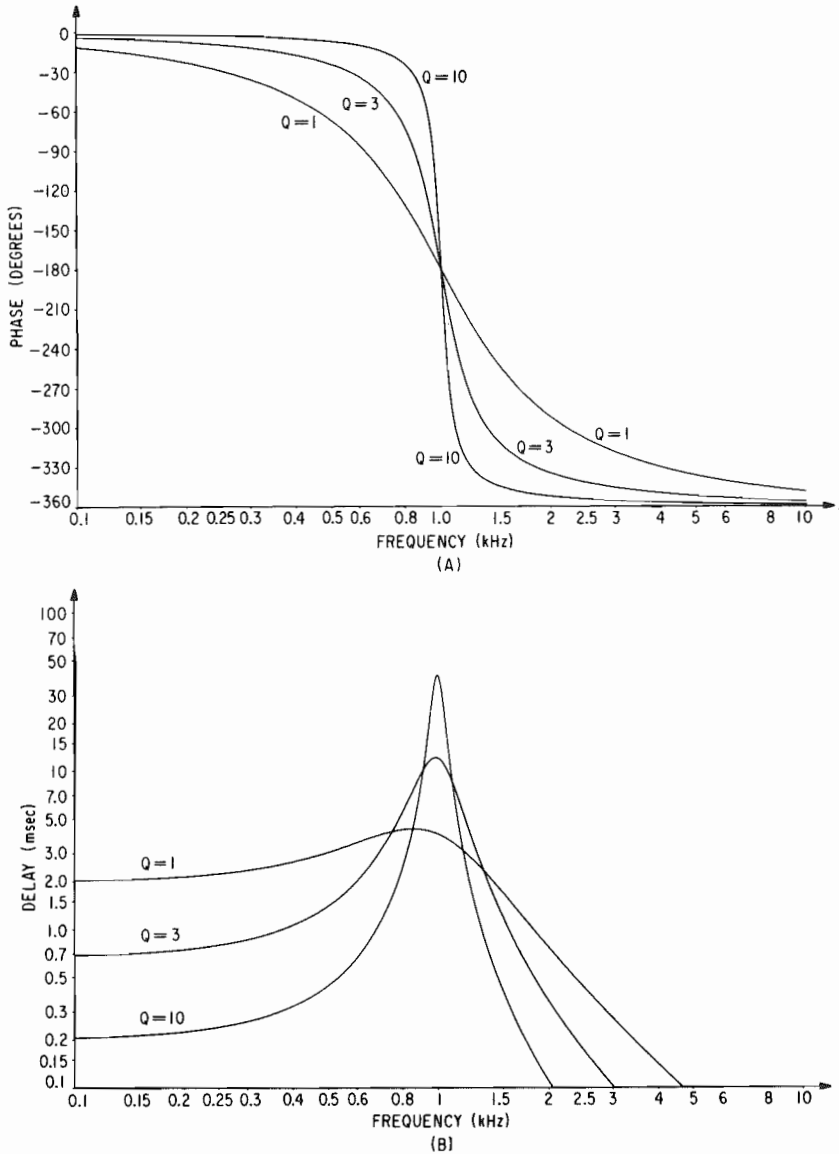 0
-30
-60
-90
-120
-150
-180
-210
-240
-270
-300
-330
-360
PHASE (DEGREES)
Q=10
Q=3
Q=1
Q=1
Q=3
Q=10
0.1 0.15 0.2 0.25 0.3 0.4 0.5 0.6 0.8 1.0 1.5 2 2.5 3 4 5 6 8 10
FREQUENCY (kHz)
(A)
100
70
50
30
20
15
10
7.0
5.0
3.0
2.0
1.5
1.0
0.7
0.5
0.3
0.2
0.15
0.1
DELAY (msec)
Q=1
Q=3
Q=10
0.1 0.15 0.2 0.25 0.3 0.4 0.5 0.6 0.8 1 1.5 2 2.5 3 4 5 6 8 10
FREQUENCY (kHz)
(B)